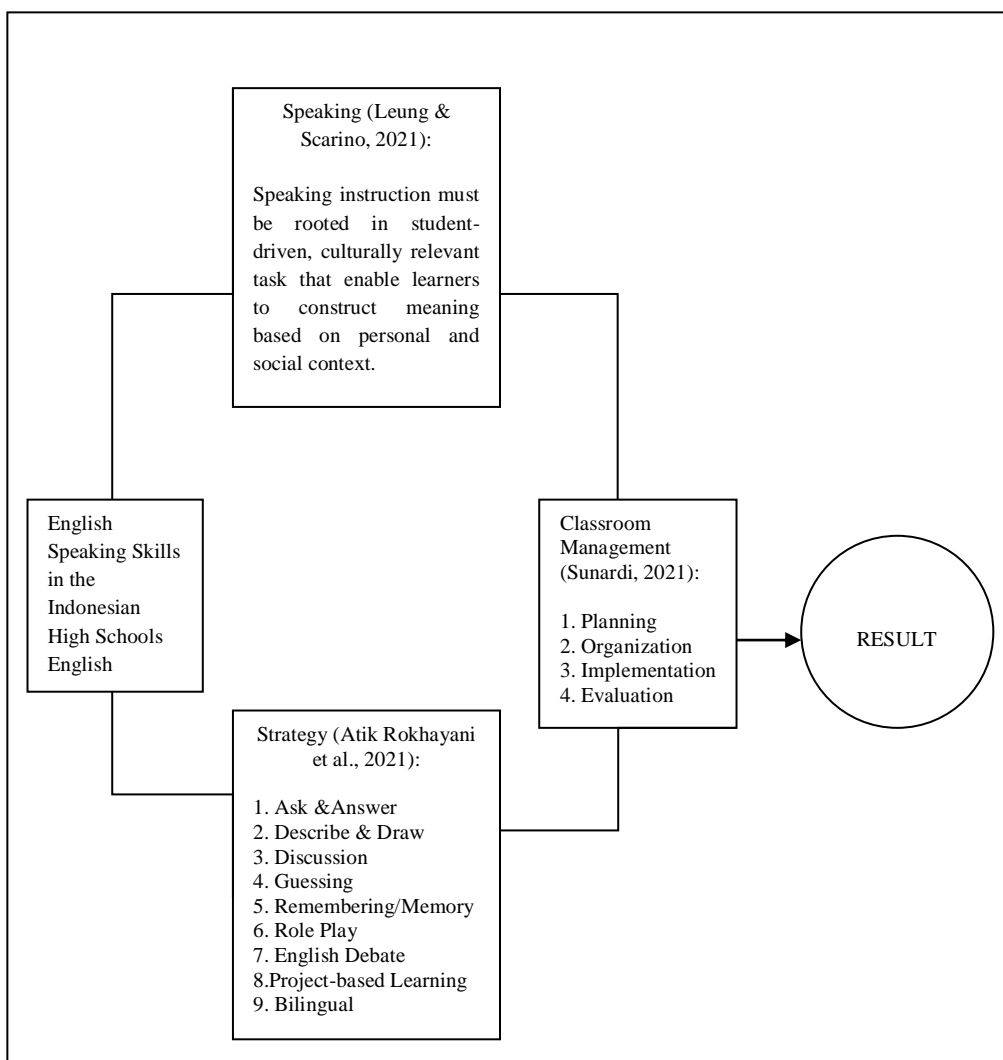 Speaking (Leung &
Scarino, 2021):
Speaking instruction must
be rooted in student-
driven, culturally relevant
task that enable learners
to construct meaning
based on personal and
social context.
English
Speaking Skills
in the
Indonesian
High Schools
English
Classroom
Management
(Sunardi, 2021):
1. Planning
2. Organization
3. Implementation
4. Evaluation
RESULT
Strategy (Atik Rokhayani
et al., 2021):
1. Ask &Answer
2. Describe & Draw
3. Discussion
4. Guessing
5. Remembering/Memory
6. Role Play
7. English Debate
8.Project-based Learning
9. Bilingual